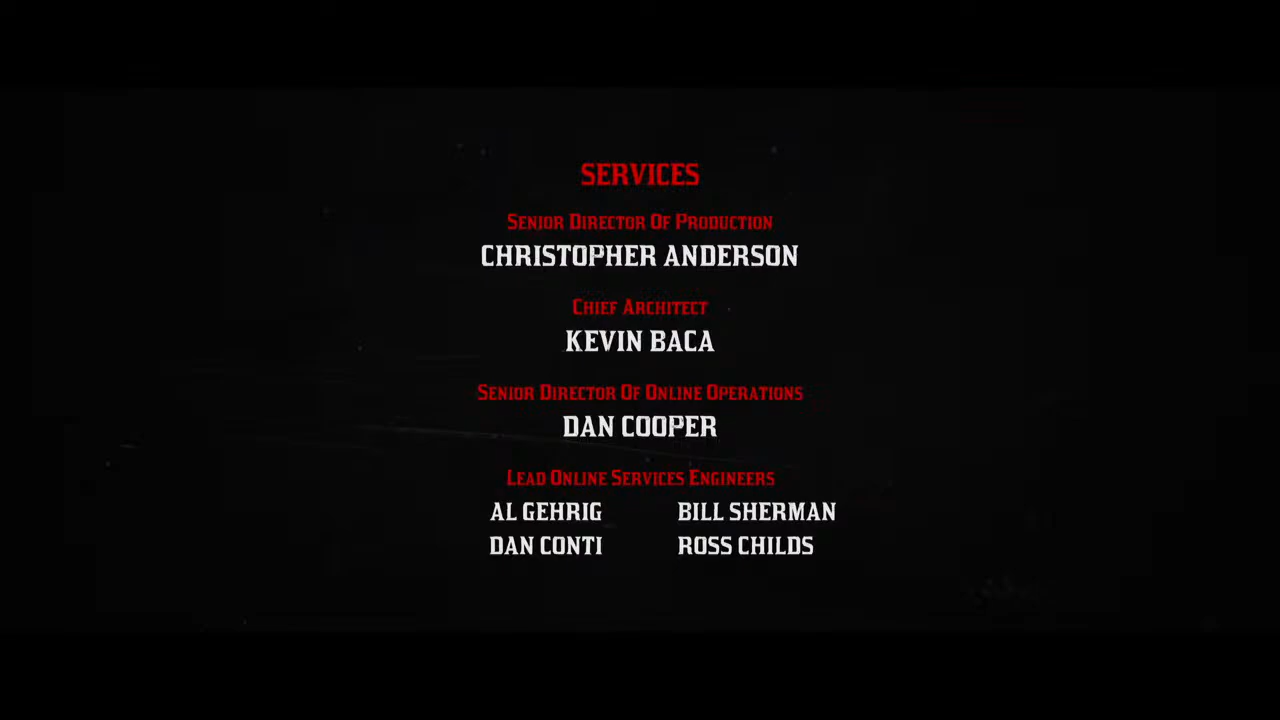 SERVICES
Senior Director Of Production
CHRISTOPHER ANDERSON
Chief Architect
KEVIN BACA
Senior Director Of Online Operations
DAN COOPER
Lead Online Services Engineers
AL GEHRIG BILL SHERMAN
DAN CONTI ROSS CHILDS